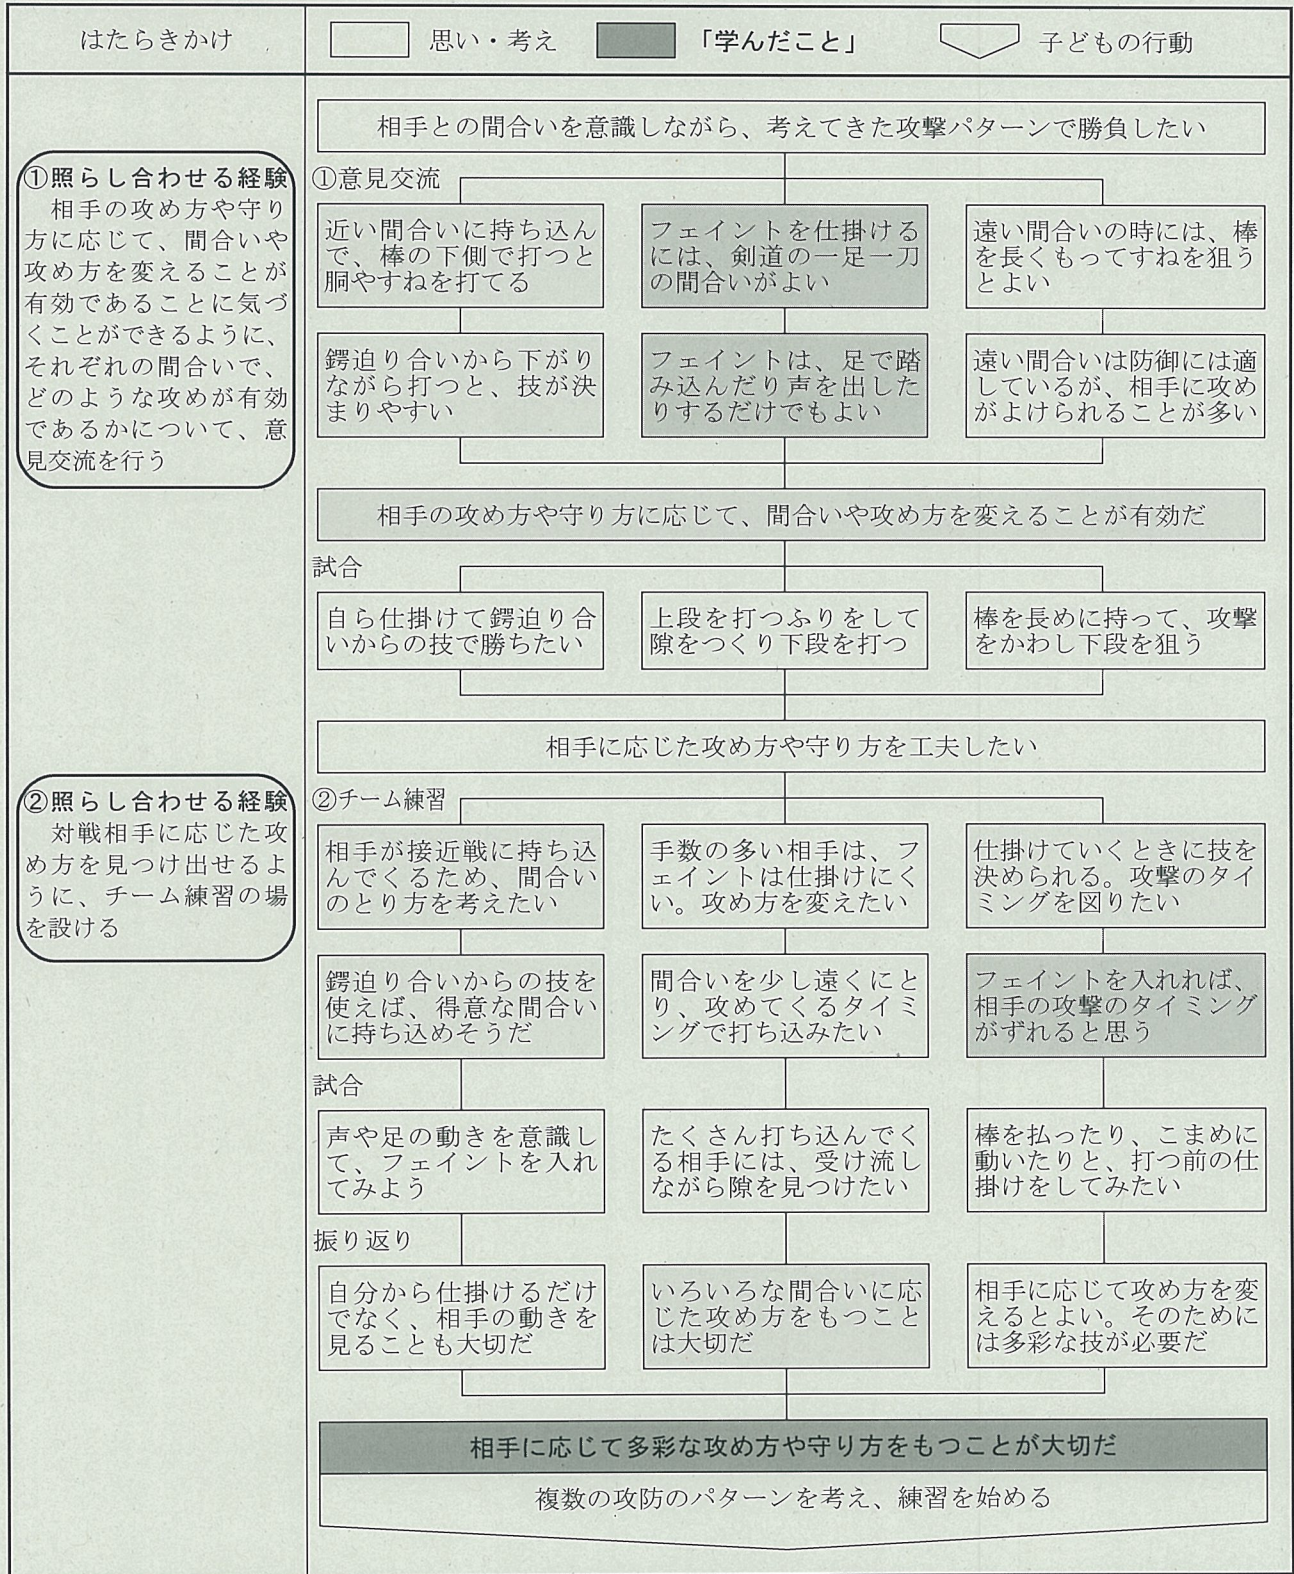 はたらきかけ
思い・考え
「学んだこと」
子どもの行動
相手との間合いを意識しながら、考えてきた攻撃パターンで勝負したい
①照らし合わせる経験
相手の攻め方や守り
方に応じて、間合いや
攻め方を変えることが
有効であることに気づ
くことができるように、
それぞれの間合いで、
どのような攻めが有効
であるかについて、意
見交流を行う
①意見交流
近い間合いに持ち込ん
で、棒の下側で打つと
胴やすねを打てる
フェイントを仕掛ける
には、剣道の一足一刀
の間合いがよい
遠い間合いの時には、棒
を長くもってすねを狙う
とよい
鍔迫り合いから下がり
ながら打つと、技が決
まりやすい
フェイントは、足で踏
み込んだり声を出した
りするだけでもよい
遠い間合いは防御には適
しているが、相手に攻め
がよけられることが多い
相手の攻め方や守り方に応じて、間合いや攻め方を変えることが有効だ
試合
自ら仕掛けて鍔迫り合
いからの技で勝ちたい
上段を打つふりをして
隙をつくり下段を打つ
棒を長めに持って、攻撃
をかわし下段を狙う
相手に応じた攻め方や守り方を工夫したい
②照らし合わせる経験
対戦相手に応じた攻
め方を見つけ出せるよ
うに、チーム練習の場
を設ける
②チーム練習
相手が接近戦に持ち込
んでくるため、間合い
のとり方を考えたい
手数の多い相手は、フ
ェイントは仕掛けにく
い。攻め方を変えたい
仕掛けていくときに技を
決められる。攻撃のタイ
ミングを図りたい
鍔迫り合いからの技を
使えば、得意な間合い
に持ち込めそうだ
間合いを少し遠くにと
り、攻めてくるタイミ
ングで打ち込みたい
フェイントを入れれば、
相手の攻撃のタイミング
がずれると思う
試合
声や足の動きを意識し
て、フェイントを入れ
てみよう
たくさん打ち込んでく
る相手には、受け流し
ながら隙を見つけたい
棒を払ったり、こまめに
動いたりと、打つ前の仕
掛けをしてみたい
振り返り
自分から仕掛けるだけ
でなく、相手の動きを
見ることも大切だ
いろいろな間合いに応
じた攻め方をもつこと
は大切だ
相手に応じて攻め方を変
えるとよい。そのために
は多彩な技が必要だ
相手に応じて多彩な攻め方や守り方をもつことが大切だ
複数の攻防のパターンを考え、練習を始める